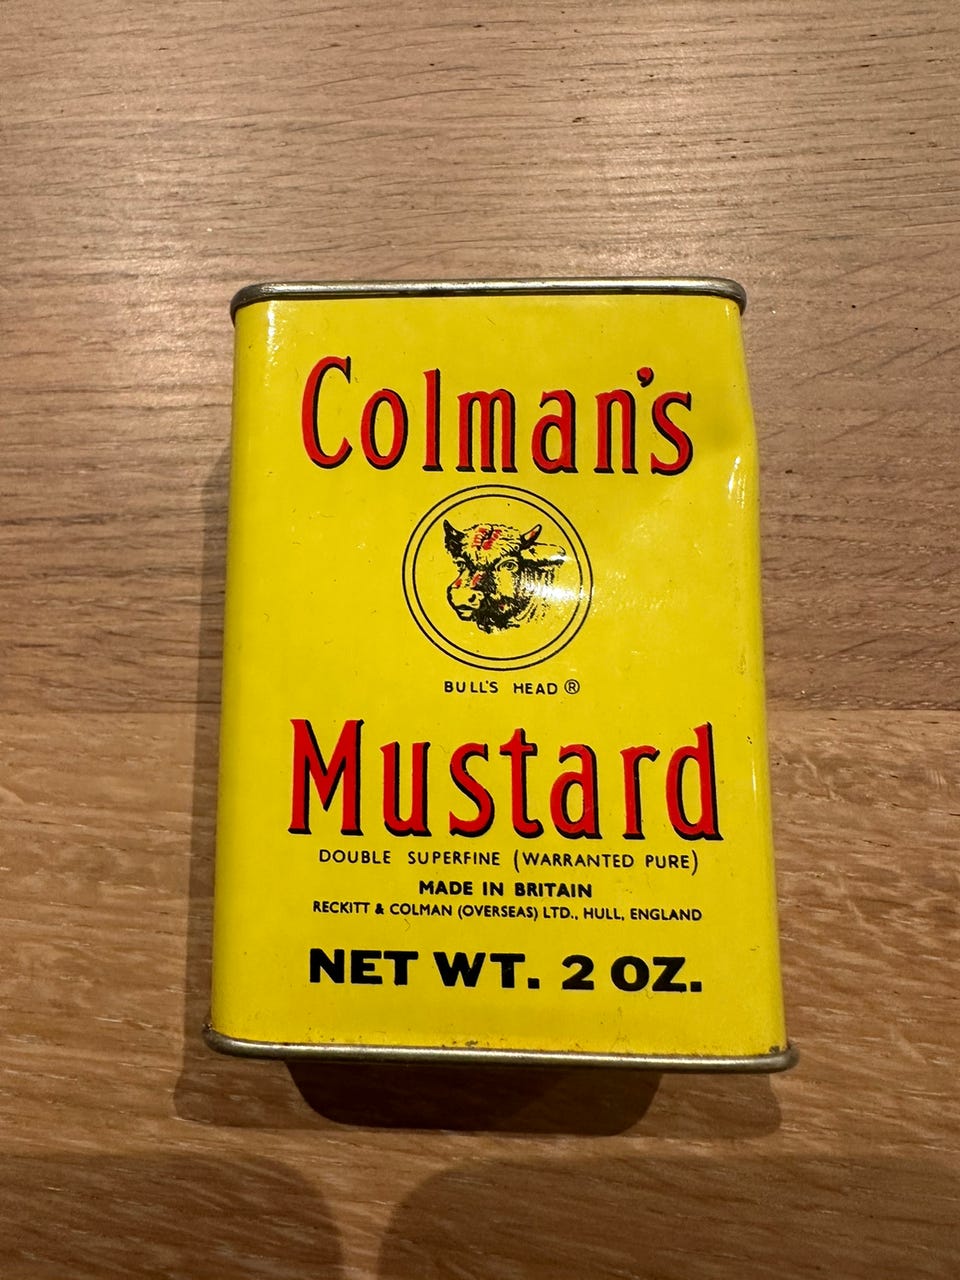 Colman's
BULL'S HEAD ®
Mustard
DOUBLE SUPERFINE (WARRANTED PURE)
MADE IN BRITAIN
RECKITT & COLMAN (OVERSEAS) LTD., HULL, ENGLAND
NET WT. 2 OZ.